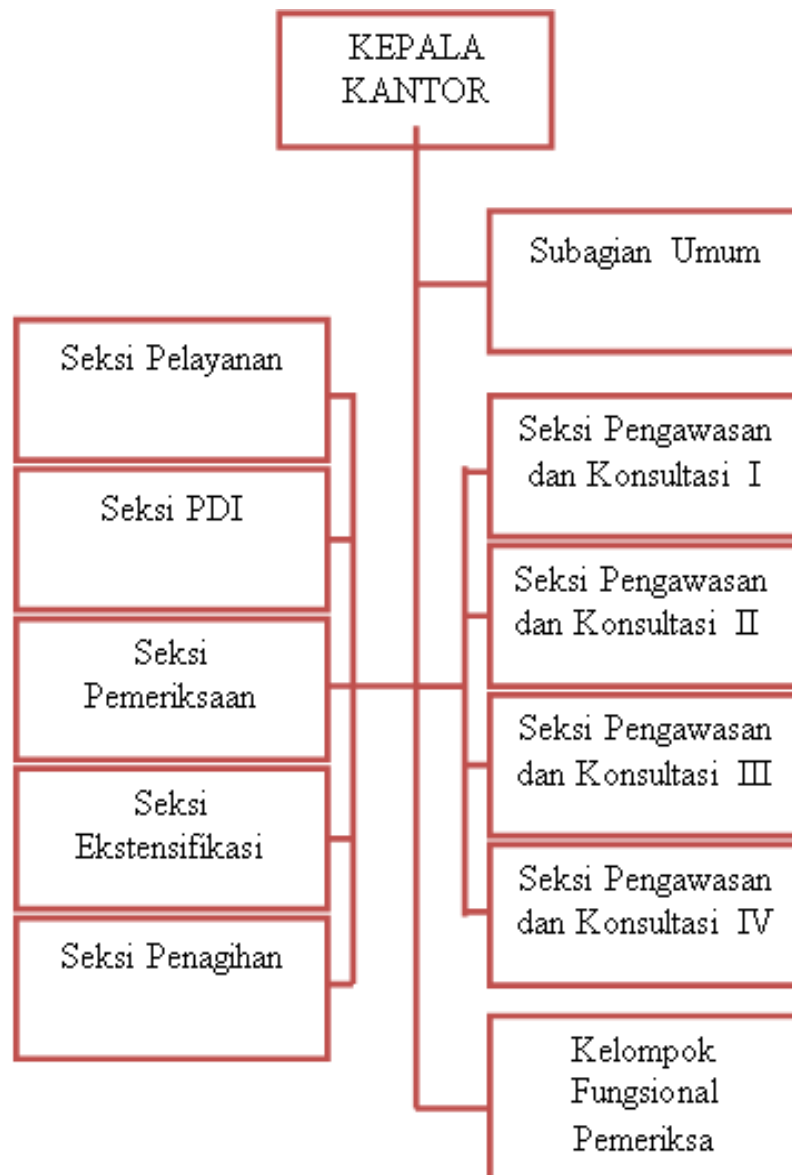 KEPALA
KANTOR
Subagian Umum
Seksi Pelayanan
Seksi PDI
Seksi
Pemeriksaan
Seksi
Ekstensifikasi
Seksi Penagihan
Seksi Pengawasan
dan Konsultasi I
Seksi Pengawasan
dan Konsultasi II
Seksi Pengawasan
dan Konsultasi III
Seksi Pengawasan
dan Konsultasi IV
Kelompok
Fungsional
Pemeriksa